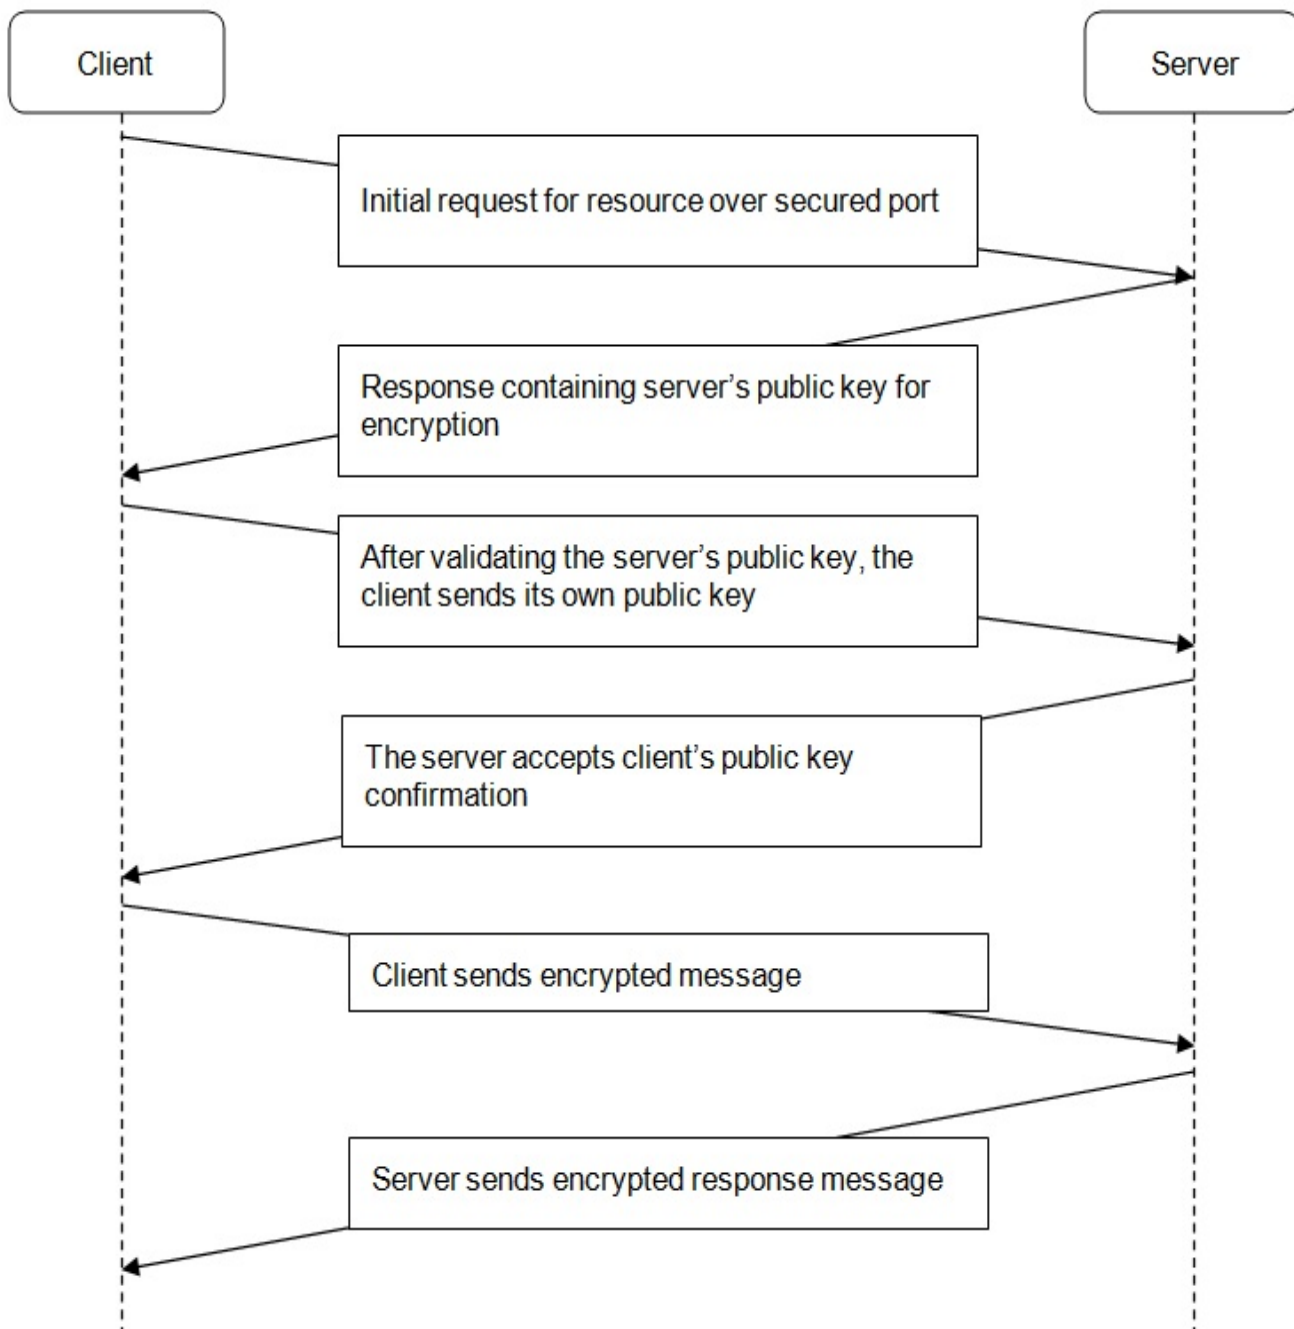 Client
Server
Initial request for resource over secured port
Response containing server’s public key for
encryption
After validating the server’s public key, the
client sends its own public key
The server accepts client’s public key
confirmation
Client sends encrypted message
Server sends encrypted response message